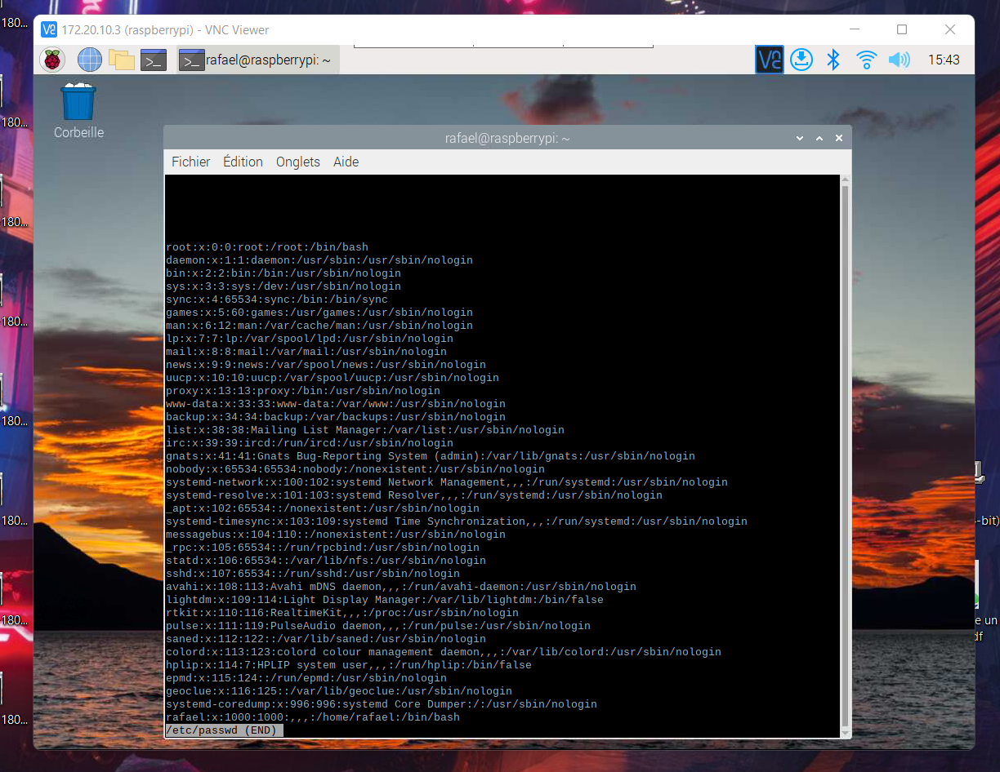 180...
180...
180...
180...
180...
180...
180...
180...
172.20.10.3 (raspberrypi) - VNC Viewer
rafael@raspberrypi: ~
15:43
Corbeille
rafael@raspberrypi: ~
Fichier Édition Onglets Aide
root:x:0:0:root:/root:/bin/bash
daemon:x:1:1:daemon:/usr/sbin:/usr/sbin/nologin
bin:x:2:2:bin:/bin:/usr/sbin/nologin
sys:x:3:3:sys:/dev:/usr/sbin/nologin
sync:x:4:65534:sync:/bin:/bin/sync
games:x:5:60:games:/usr/games:/usr/sbin/nologin
man:x:6:12:man:/var/cache/man:/usr/sbin/nologin
lp:x:7:7:lp:/var/spool/lpd:/usr/sbin/nologin
mail:x:8:8:mail:/var/mail:/usr/sbin/nologin
news:x:9:9:news:/var/spool/news:/usr/sbin/nologin
uucp:x:10:10:uucp:/var/spool/uucp:/usr/sbin/nologin
proxy:x:13:13:proxy:/bin:/usr/sbin/nologin
www-data:x:33:33:www-data:/var/www:/usr/sbin/nologin
backup:x:34:34:backup:/var/backups:/usr/sbin/nologin
list:x:38:38:Mailing List Manager:/var/list:/usr/sbin/nologin
irc:x:39:39:ircd:/run/ircd:/usr/sbin/nologin
gnats:x:41:41:Gnats Bug-Reporting System (admin):/var/lib/gnats:/usr/sbin/nologin
nobody:x:65534:65534:nobody:/nonexistent:/usr/sbin/nologin
systemd-network:x:100:102:systemd Network Management,,,:/run/systemd:/usr/sbin/nologin
systemd-resolve:x:101:103:systemd Resolver,,,:/run/systemd:/usr/sbin/nologin
_apt:x:102:65534::/nonexistent:/usr/sbin/nologin
systemd-timesync:x:103:109:systemd Time Synchronization,,,:/run/systemd:/usr/sbin/nologin
messagebus:x:104:110::/nonexistent:/usr/sbin/nologin
_rpc:x:105:65534::/run/rpcbind:/usr/sbin/nologin
statd:x:106:65534::/var/lib/nfs:/usr/sbin/nologin
sshd:x:107:65534::/run/sshd:/usr/sbin/nologin
avahi:x:108:113:Avahi mDNS daemon,,,:/run/avahi-daemon:/usr/sbin/nologin
lightdm:x:109:114:Light Display Manager:/var/lib/lightdm:/bin/false
rtkit:x:110:116:RealtimeKit,,,:/proc:/usr/sbin/nologin
pulse:x:111:119:PulseAudio daemon,,,:/run/pulse:/usr/sbin/nologin
saned:x:112:122::/var/lib/saned:/usr/sbin/nologin
colord:x:113:123:colord colour management daemon,,,:/var/lib/colord:/usr/sbin/nologin
hplip:x:114:7:HPLIP system user,,,:/run/hplip:/bin/false
epmd:x:115:124::/run/epmd:/usr/sbin/nologin
geoclue:x:116:125::/var/lib/geoclue:/usr/sbin/nologin
systemd-coredump:x:996:996:systemd Core Dumper:/:/usr/sbin/nologin
rafael:x:1000:1000:,,,:/home/rafael:/bin/bash
/etc/passwd (END)
-bit)
e un
df